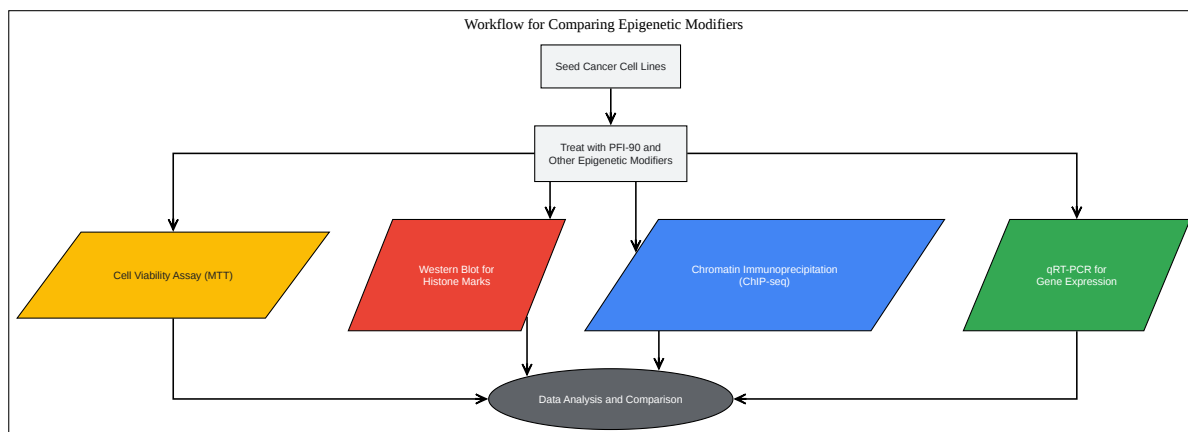 Workflow for Comparing Epigenetic Modifiers
Seed Cancer Cell Lines
Treat with PFI-90 and
Other Epigenetic Modifiers
Cell Viability Assay (MTT)
Western Blot for
Histone Marks
Chromatin Immunoprecipitation
(ChIP-seq)
qRT-PCR for
Gene Expression
Data Analysis and Comparison